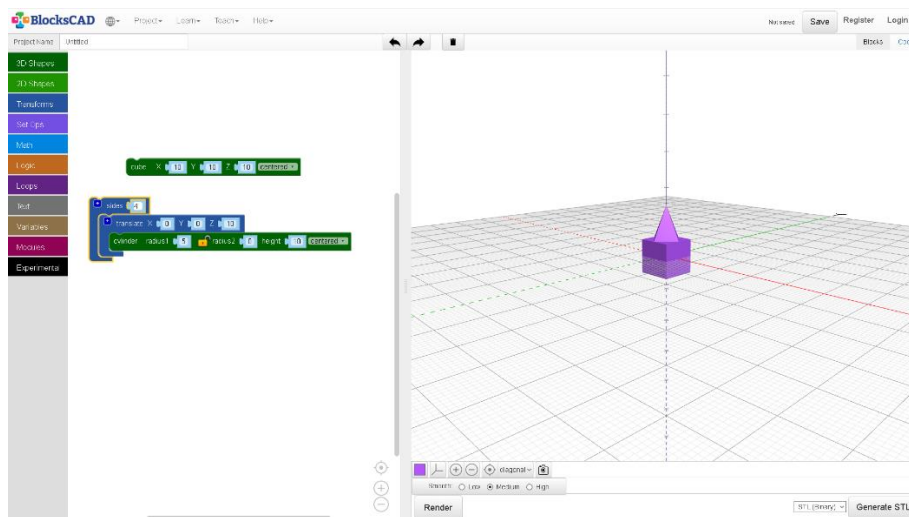 BlocksCAD Project Learn Teach Help Not saved Save Register Login
Project Name Untitled Blocks
3D Shapes
2D Shapes
Transforms
Set Ops
Math
Logic
Loops
Text
Variables
Modules
Experimental
cube X 10 Y 10 Z 10 centered
sides 4
translate X 0 Y 0 Z 10
cylinder radius1 5 radius2 0 height 10 centered
diagonal
Smooth: Low Medium High
Render STL (Binary) Generate STL